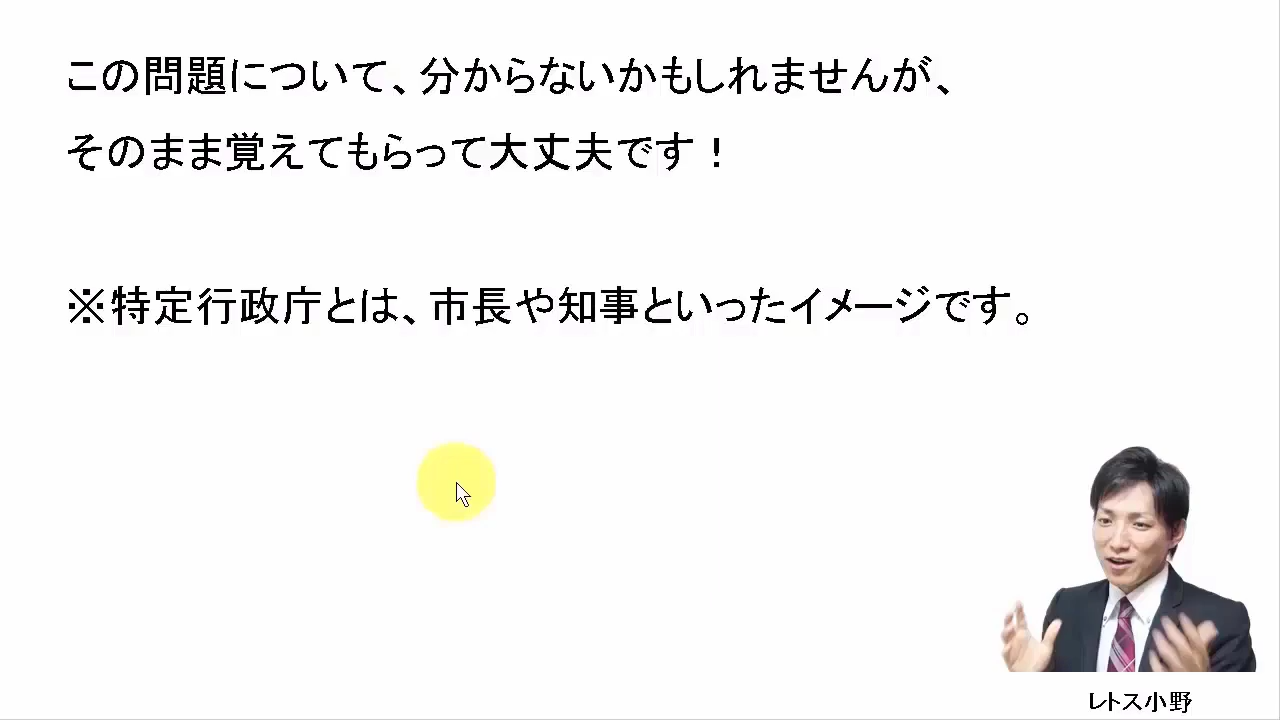 この問題について、分からないかもしれませんが、
そのまま覚えてもらって大丈夫です！
※特定行政庁とは、市長や知事といったイメージです。
レトス小野